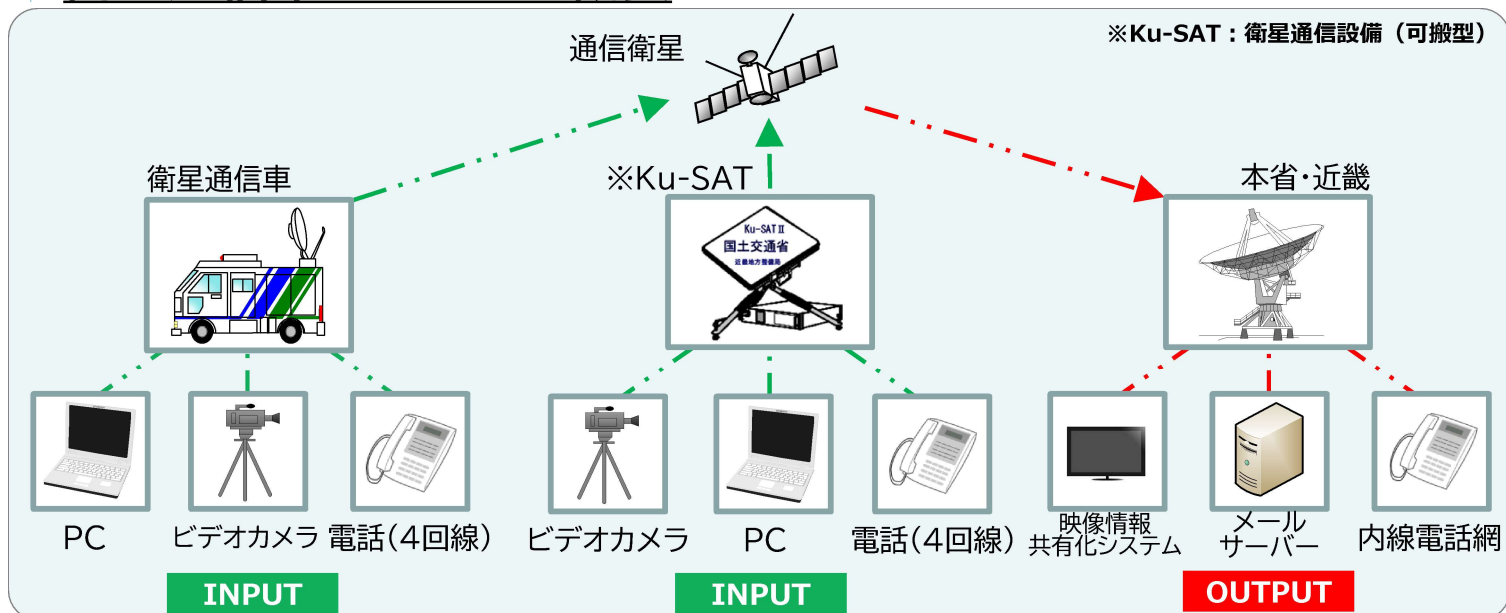 ※Ku-SAT：衛星通信設備（可搬型）
通信衛星
衛星通信車
※Ku-SAT
本省・近畿
Ku-SATⅡ
国土交通省
近畿地方整備局
PC
ビデオカメラ
電話(4回線)
ビデオカメラ
PC
電話(4回線)
映像情報
共有化システム
メール
サーバー
内線電話網
INPUT
INPUT
OUTPUT